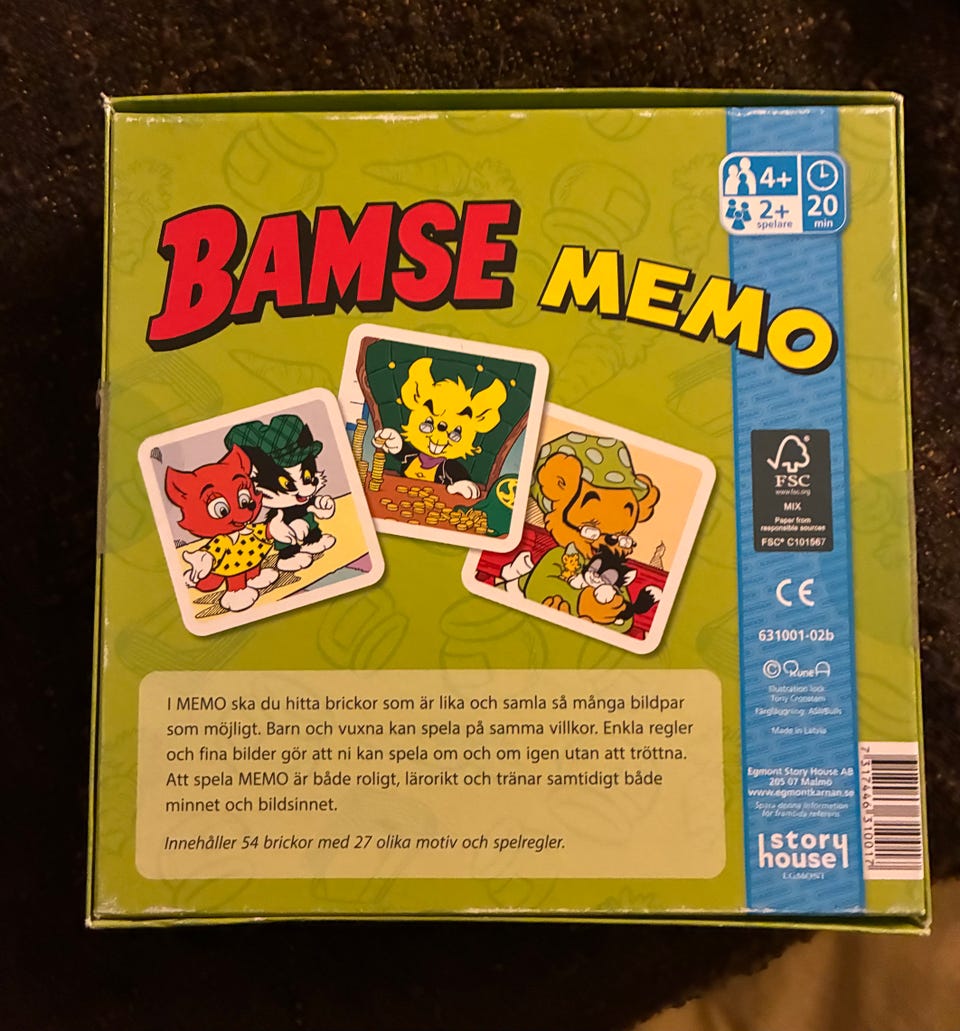 BAMSE MEMO
4+
2+
spelare
20
min
FSC®
www.fsc.org
MIX
Paper from
responsible sources
FSC® C101567
CE
631001-02b
© Rune A
Illustration lock
Tony Cronstam
Färgläggning: ASNBulls
Made in Latvia
Egmont Story House AB
205 07 Malmö
www.egmontkarnan.se
Spara denna information
för framtida referens
story
house
EGMONT
7 317446 310017
I MEMO ska du hitta brickor som är lika och samla så många bildpar
som möjligt. Barn och vuxna kan spela på samma villkor. Enkla regler
och fina bilder gör att ni kan spela om och om igen utan att tröttna.
Att spela MEMO är både roligt, lärorikt och tränar samtidigt både
minnet och bildsinnet.
Innehåller 54 brickor med 27 olika motiv och spelregler.